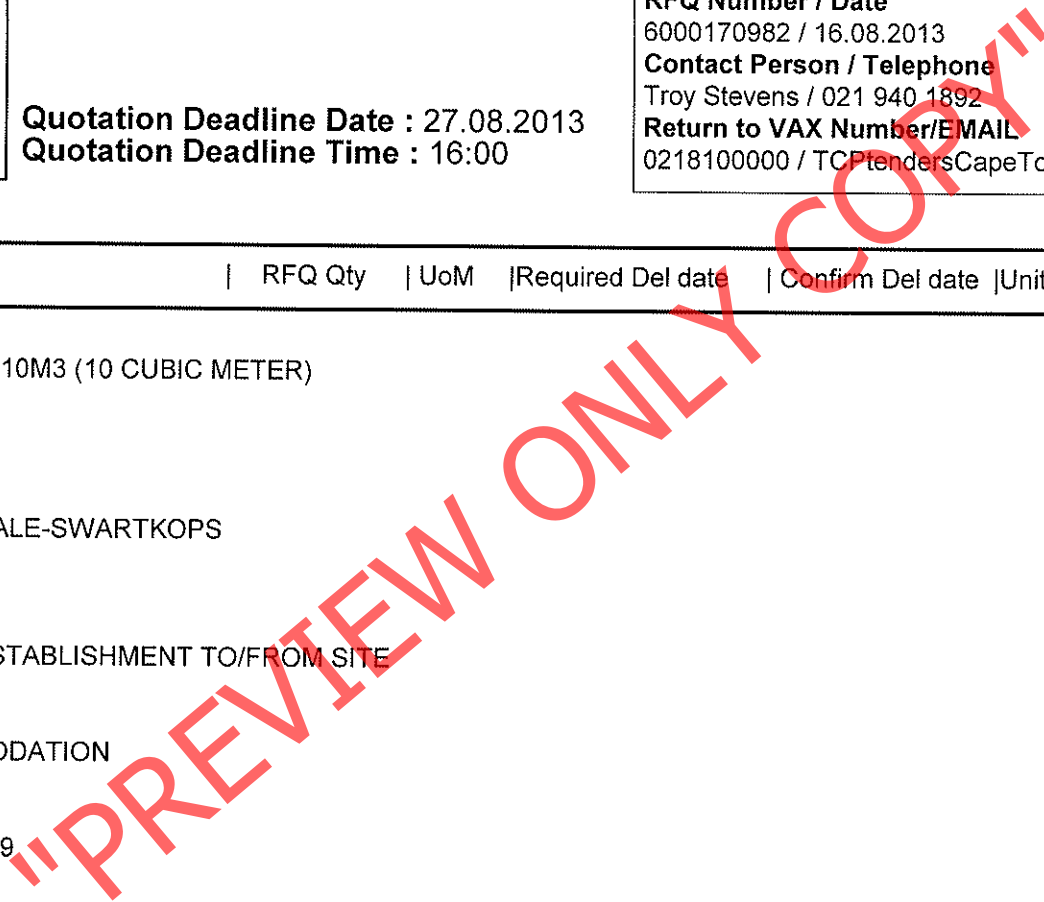 RFQ Number / Date
6000170982 / 16.08.2013
Contact Person / Telephone
Troy Stevens / 021 940 1892
Quotation Deadline Date : 27.08.2013
Return to VAX Number/EMAIL
Quotation Deadline Time : 16:00
0218100000 / TCPtendersCapeTo
| RFQ Qty | UoM |Required Del date | Confirm Del date |Unit
10M3 (10 CUBIC METER)
ALE-SWARTKOPS
STABLISHMENT TO/FROM SITE
ODATION
9
"PREVIEW ONLY COPY"